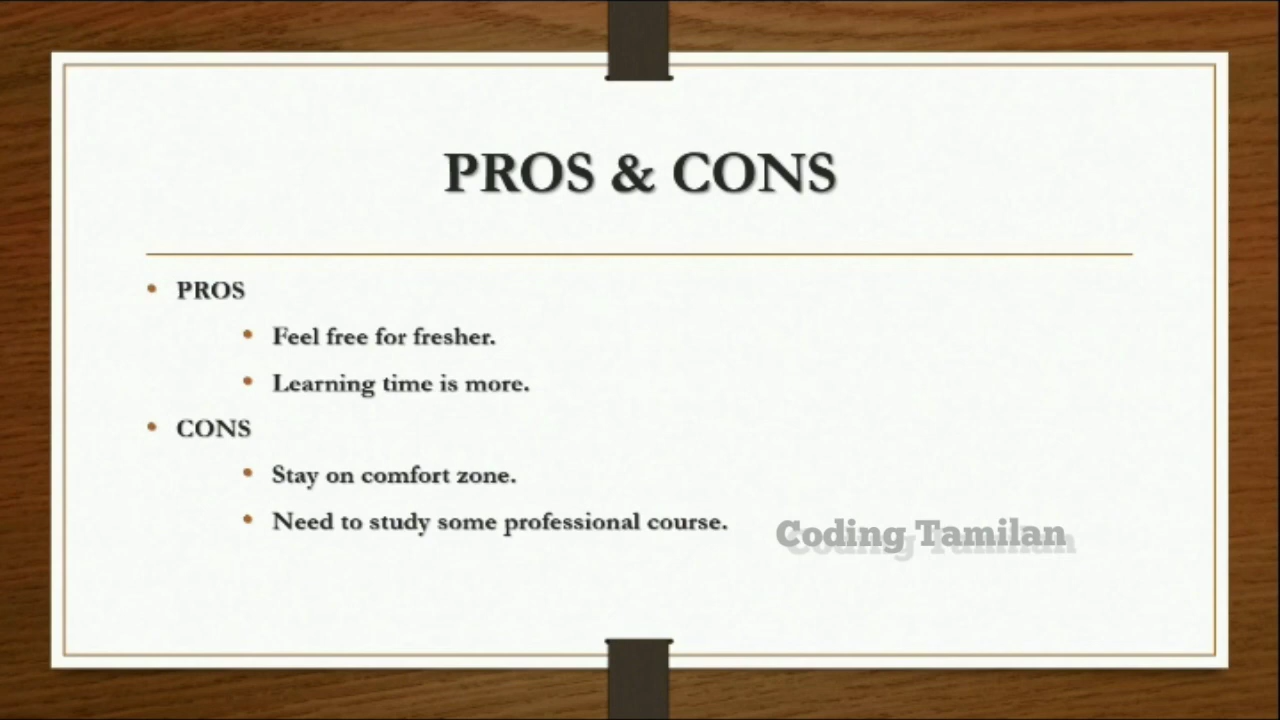 PROS & CONS
• PROS
• Feel free for fresher.
• Learning time is more.
• CONS
• Stay on comfort zone.
• Need to study some professional course.
Coding Tamilan